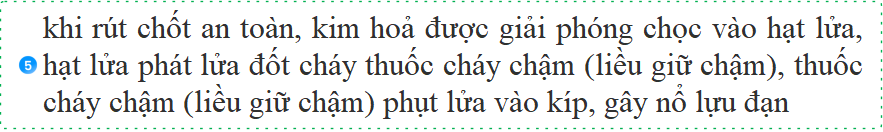 khi rút chốt an toàn, kim hoả được giải phóng chọc vào hạt lửa,
5 hạt lửa phát lửa đốt cháy thuốc cháy chậm (liều giữ chậm), thuốc
cháy chậm (liều giữ chậm) phụt lửa vào kíp, gây nổ lựu đạn